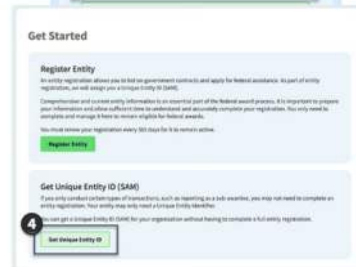 Get Started
Register Entity
An entity registration allows you to bid on government contracts and apply for federal assistance. As part of entity
registration, we will assign you a Unique Entity ID (SAM).
Comprehensive and current entity information is an essential part of the federal award process. It is important to prepare
your information and allow sufficient time to understand and accurately complete your registration. You only need to
complete and manage it here to remain eligible for federal awards.
You must renew your registration every 365 days for it to remain active.
Register Entity
Get Unique Entity ID (SAM)
If you only conduct certain types of transactions, such as reporting as a sub-awardee, you may not need to complete an
entity registration. Your entity may only need a Unique Entity Identifier.
4
You can get a Unique Entity ID (SAM) for your organization without having to complete a full entity registration.
Get Unique Entity ID